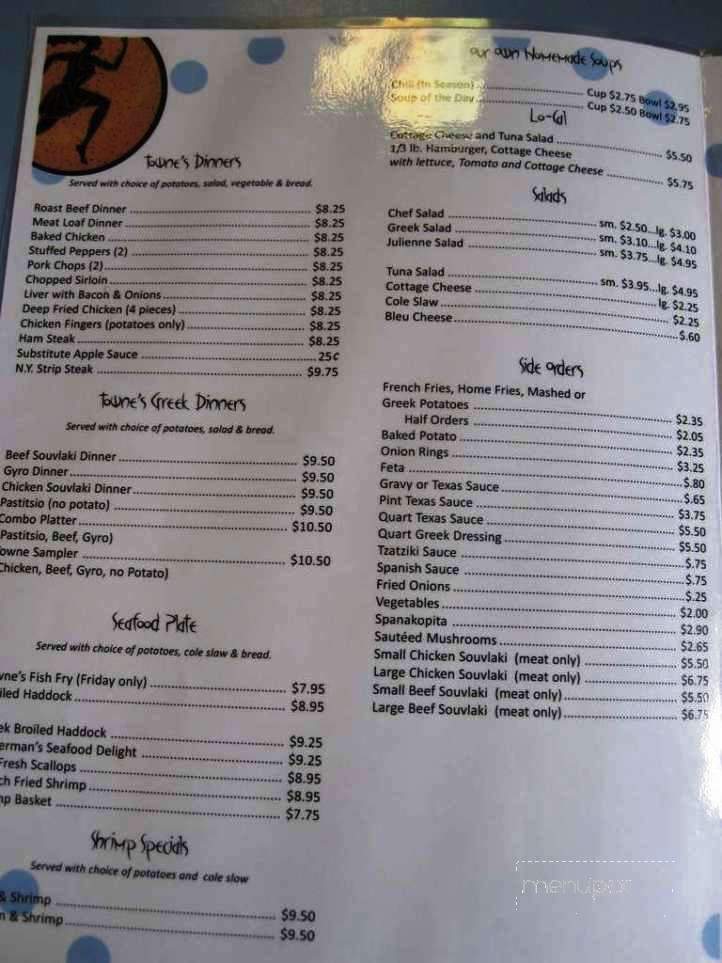 Towne's Dinners
Served with choice of potatoes, salad, vegetable & bread.
Roast Beef Dinner ........ $8.25
Meat Loaf Dinner ........ $8.25
Baked Chicken ........ $8.25
Stuffed Peppers (2) ........ $8.25
Pork Chops (2) ........ $8.25
Chopped Sirloin ........ $8.25
Liver with Bacon & Onions ........ $8.25
Deep Fried Chicken (4 pieces) ........ $8.25
Chicken Fingers (potatoes only) ........ $8.25
Ham Steak ........ $8.25
Substitute Apple Sauce ........ 25¢
N.Y. Strip Steak ........ $9.75
Towne's Greek Dinners
Served with choice of potatoes, salad & bread.
Beef Souvlaki Dinner ........ $9.50
Gyro Dinner ........ $9.50
Chicken Souvlaki Dinner ........ $9.50
Pastitsio (no potato) ........ $9.50
Combo Platter ........ $10.50
Pastitsio, Beef, Gyro)
owne Sampler ........ $10.50
Chicken, Beef, Gyro, no Potato)
Seafood Plate
Served with choice of potatoes, cole slaw & bread.
wne's Fish Fry (Friday only) ........ $7.95
iled Haddock ........ $8.95
ek Broiled Haddock ........ $9.25
erman's Seafood Delight ........ $9.25
Fresh Scallops ........ $8.95
ch Fried Shrimp ........ $8.95
mp Basket ........ $7.75
Shrimp Specials
Served with choice of potatoes and cole slow
& Shrimp ........ $9.50
n & Shrimp ........ $9.50
our own Homemade Soups
Chili (In Season) ........ Cup $2.75 Bowl $2.95
Soup of the Day ........ Cup $2.50 Bowl $2.75
Lo-Cal
Cottage Cheese and Tuna Salad ........ $5.50
1/3 lb. Hamburger, Cottage Cheese
with lettuce, Tomato and Cottage Cheese ........ $5.75
Salads
Chef Salad ........ sm. $2.50...lg. $3.00
Greek Salad ........ sm. $3.10...lg. $4.10
Julienne Salad ........ sm. $3.75...lg. $4.95
Tuna Salad ........ sm. $3.95...lg. $4.95
Cottage Cheese ........ lg. $2.25
Cole Slaw ........ $2.25
Bleu Cheese ........ $.60
Side orders
French Fries, Home Fries, Mashed or
Greek Potatoes ........ $2.35
Half Orders ........ $2.05
Baked Potato ........ $2.35
Onion Rings ........ $3.25
Feta ........ $.80
Gravy or Texas Sauce ........ $.65
Pint Texas Sauce ........ $3.75
Quart Texas Sauce ........ $5.50
Quart Greek Dressing ........ $5.50
Tzatziki Sauce ........ $.75
Spanish Sauce ........ $.75
Fried Onions ........ $.25
Vegetables ........ $2.00
Spanakopita ........ $2.90
Sautéed Mushrooms ........ $2.65
Small Chicken Souvlaki (meat only) ........ $5.50
Large Chicken Souvlaki (meat only) ........ $6.75
Small Beef Souvlaki (meat only) ........ $5.50
Large Beef Souvlaki (meat only) ........ $6.75